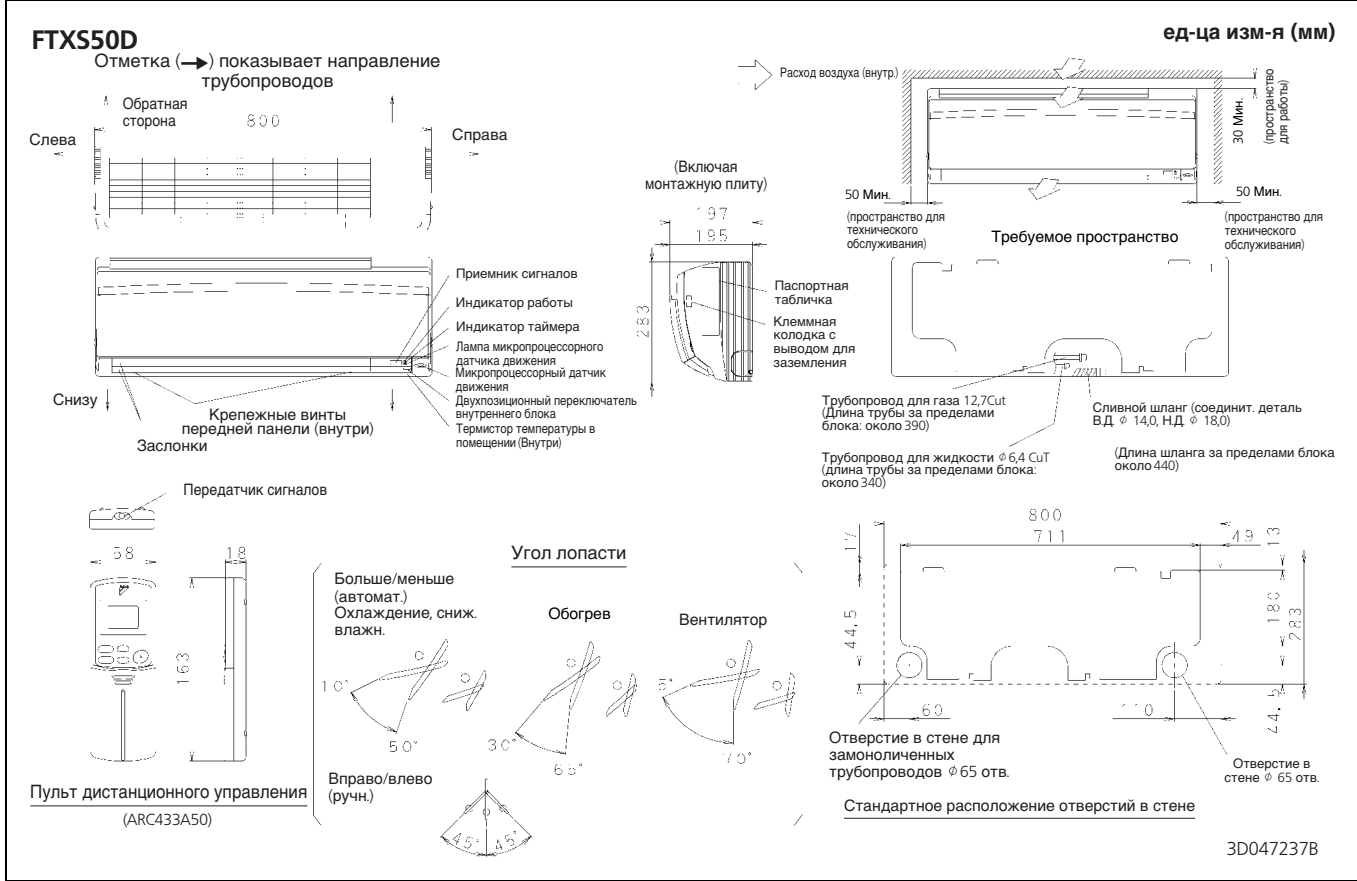 FTXS50D
ед-ца изм-я (мм)
Отметка (→) показывает направление
трубопроводов
Обратная
сторона
800
Слева
Справа
Приемник сигналов
Индикатор работы
Индикатор таймера
Лампа микропроцессорного
датчика движения
Микропроцессорный датчик
движения
Двухпозиционный переключатель
внутреннего блока
Термистор температуры в
помещении (Внутри)
Снизу
Крепежные винты
передней панели (внутри)
Заслонки
(Включая
монтажную плиту)
197
195
283
Паспортная
табличка
Клеммная
колодка с
выводом для
заземления
Расход воздуха (внутр.)
30 Мин.
(пространство
для работы)
50 Мин.
(пространство для
технического
обслуживания)
50 Мин.
(пространство для
технического
обслуживания)
Требуемое пространство
Трубопровод для газа 12,7Cut
(Длина трубы за пределами
блока: около 390)
Трубопровод для жидкости ϕ6,4 CuT
(длина трубы за пределами блока:
около 340)
Сливной шланг (соединит. деталь
В.Д. ϕ 14,0, Н.Д. ϕ 18,0)
(Длина шланга за пределами блока
около 440)
Передатчик сигналов
58
18
163
Пульт дистанционного управления
(ARC433A50)
Угол лопасти
Больше/меньше
(автомат.)
Охлаждение, сниж.
влажн.
10°
50°
Обогрев
30°
65°
Вентилятор
5°
70°
Вправо/влево
(ручн.)
45°
45°
800
711
49
13
17
44,5
180
283
44,5
60
110
Отверстие в стене для
замоноличенных
трубопроводов ϕ65 отв.
Отверстие в
стене ϕ 65 отв.
Стандартное расположение отверстий в стене
3D047237B